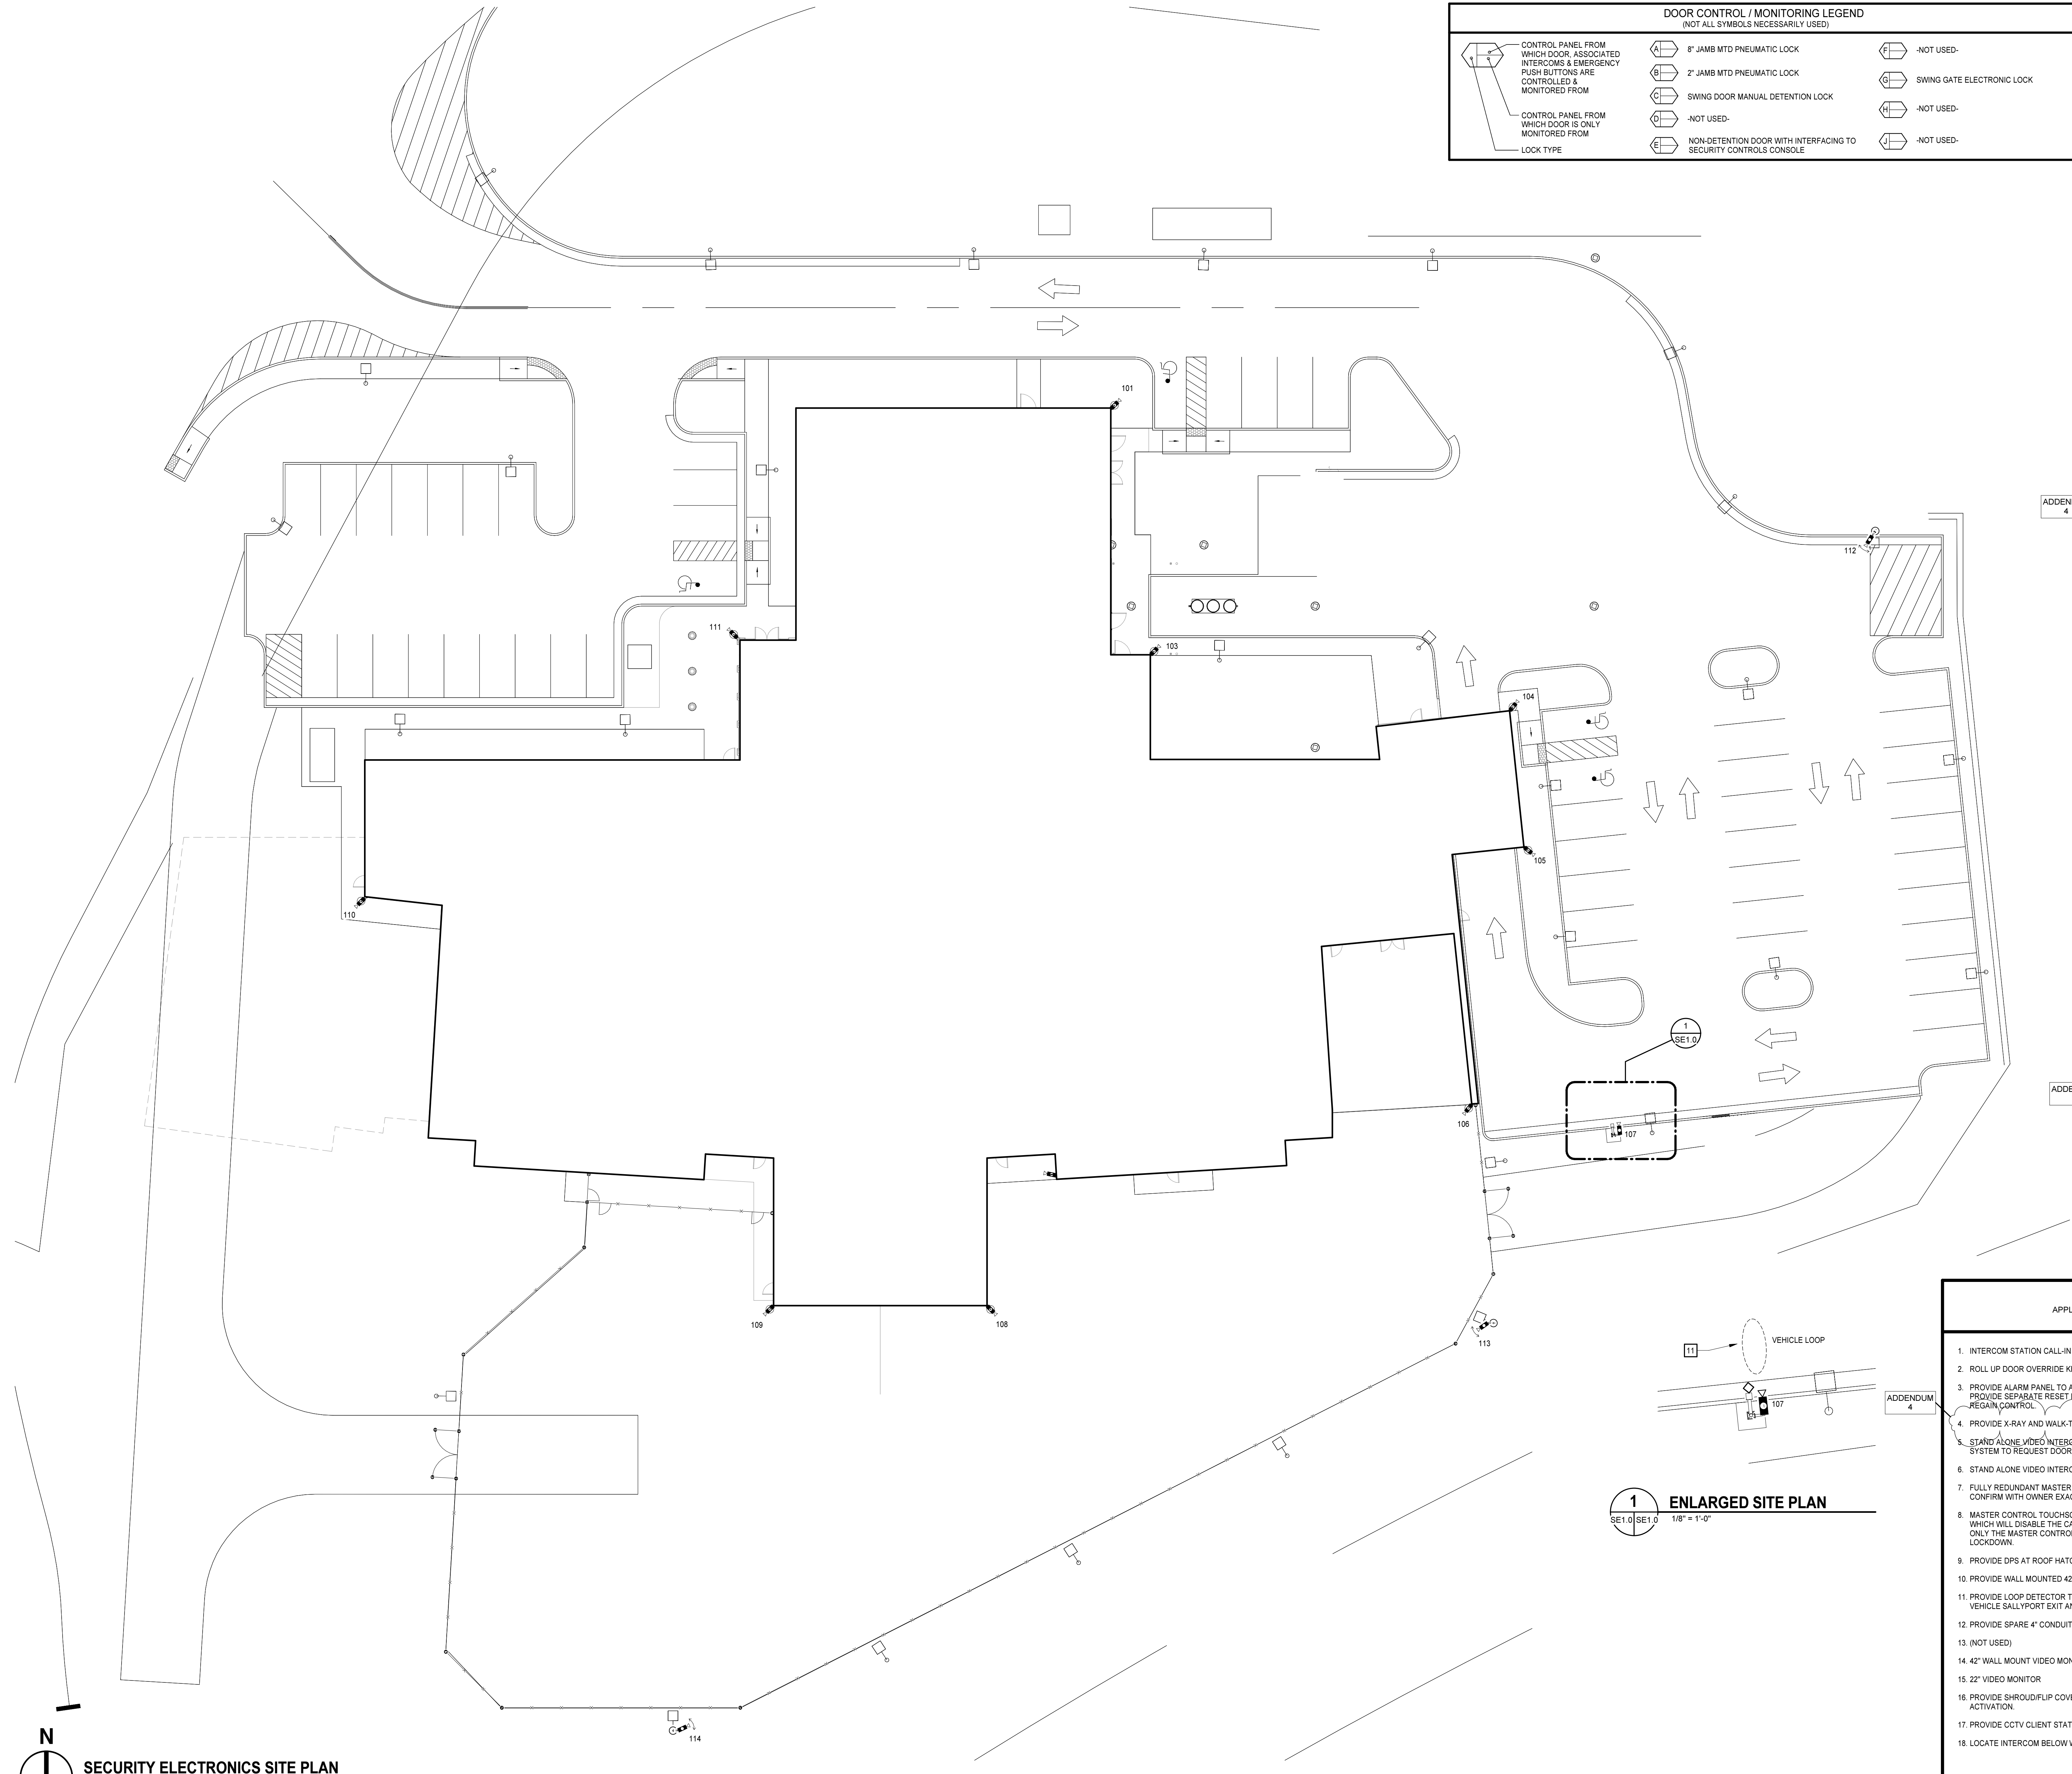 DOOR CONTROL / MONITORING LEGEND
(NOT ALL SYMBOLS NECESSARILY USED)
CONTROL PANEL FROM
WHICH DOOR, ASSOCIATED
INTERCOMS & EMERGENCY
PUSH BUTTONS ARE
CONTROLLED &
MONITORED FROM
CONTROL PANEL FROM
WHICH DOOR IS ONLY
MONITORED FROM
LOCK TYPE
A 8" JAMB MTD PNEUMATIC LOCK
B 2" JAMB MTD PNEUMATIC LOCK
C SWING DOOR MANUAL DETENTION LOCK
D -NOT USED-
E NON-DETENTION DOOR WITH INTERFACING TO
SECURITY CONTROLS CONSOLE
F -NOT USED-
G SWING GATE ELECTRONIC LOCK
H -NOT USED-
J -NOT USED-
101
ADDEN
4
112
111
103
104
105
110
1
SE1.0
ADDE
106
107
109
108
113
114
11
VEHICLE LOOP
107
ADDENDUM
4
1
SE1.0 SE1.0
ENLARGED SITE PLAN
1/8" = 1'-0"
APPL
1. INTERCOM STATION CALL-IN
2. ROLL UP DOOR OVERRIDE K
3. PROVIDE ALARM PANEL TO A
PROVIDE SEPARATE RESET
REGAIN CONTROL.
4. PROVIDE X-RAY AND WALK-T
5. STAND ALONE VIDEO INTERC
SYSTEM TO REQUEST DOOR
6. STAND ALONE VIDEO INTERC
7. FULLY REDUNDANT MASTER
CONFIRM WITH OWNER EXAC
8. MASTER CONTROL TOUCHSC
WHICH WILL DISABLE THE CA
ONLY THE MASTER CONTROL
LOCKDOWN.
9. PROVIDE DPS AT ROOF HATC
10. PROVIDE WALL MOUNTED 42
11. PROVIDE LOOP DETECTOR T
VEHICLE SALLYPORT EXIT AN
12. PROVIDE SPARE 4" CONDUIT
13. (NOT USED)
14. 42" WALL MOUNT VIDEO MON
15. 22" VIDEO MONITOR
16. PROVIDE SHROUD/FLIP COVE
ACTIVATION.
17. PROVIDE CCTV CLIENT STAT
18. LOCATE INTERCOM BELOW W
N
SECURITY ELECTRONICS SITE PLAN